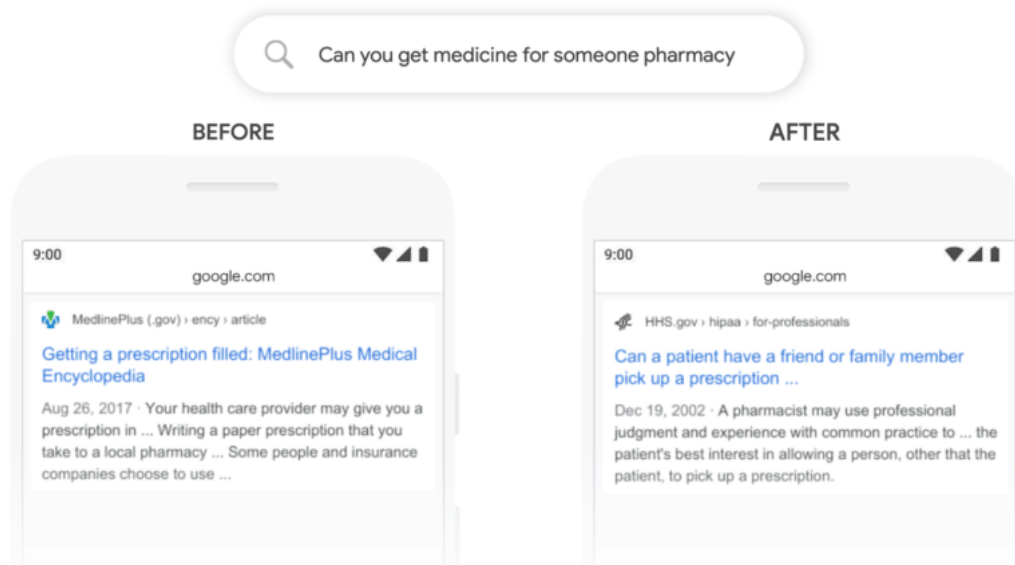 Can you get medicine for someone pharmacy
BEFORE
9:00
google.com
MedlinePlus (.gov) › ency › article
Getting a prescription filled: MedlinePlus Medical
Encyclopedia
Aug 26, 2017 · Your health care provider may give you a
prescription in ... Writing a paper prescription that you
take to a local pharmacy ... Some people and insurance
companies choose to use ...
AFTER
9:00
google.com
HHS.gov › hipaa › for-professionals
Can a patient have a friend or family member
pick up a prescription ...
Dec 19, 2002 · A pharmacist may use professional
judgment and experience with common practice to ... the
patient's best interest in allowing a person, other that the
patient, to pick up a prescription.